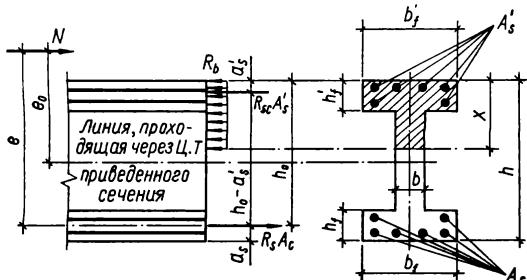 N
e
e₀
R_b
a'_s
R_sc A'_s
Линия, прохо-
дящая через Ц.Т
приведенного
сечения
h₀-a'_s
h₀
a_s
R_s A_c
b'_f
A'_s
h'_f
x
b
h
h_f
b_f
A_s